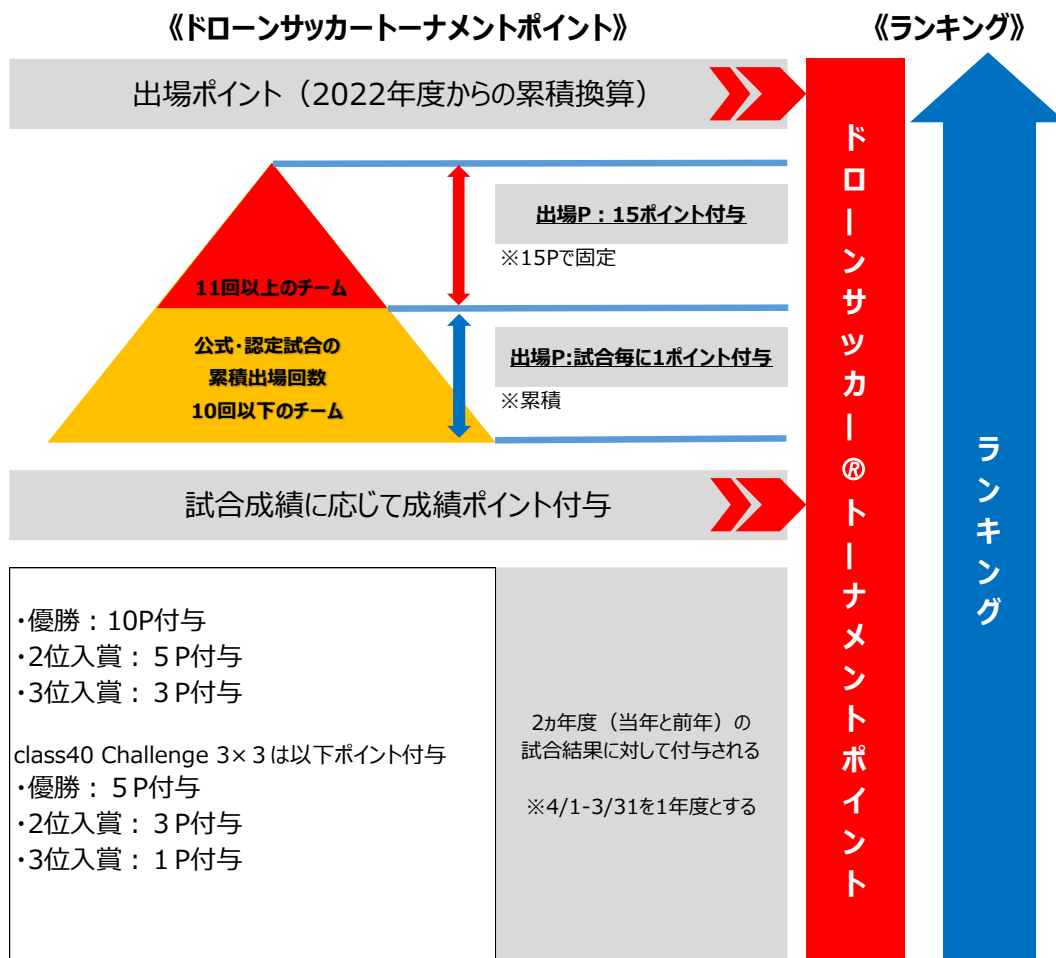 《ドローンサッカートーナメントポイント》
《ランキング》
出場ポイント（2022年度からの累積換算）
11回以上のチーム
出場P：15ポイント付与
※15Pで固定
公式・認定試合の
累積出場回数
10回以下のチーム
出場P:試合毎に1ポイント付与
※累積
試合成績に応じて成績ポイント付与
・優勝：10P付与
・2位入賞：５P付与
・3位入賞：３P付与
class40 Challenge 3×３は以下ポイント付与
・優勝：５P付与
・2位入賞：３P付与
・3位入賞：１P付与
2ヵ年度（当年と前年）の
試合結果に対して付与される
※4/1-3/31を1年度とする
ドローンサッカー®トーナメントポイント
ランキング